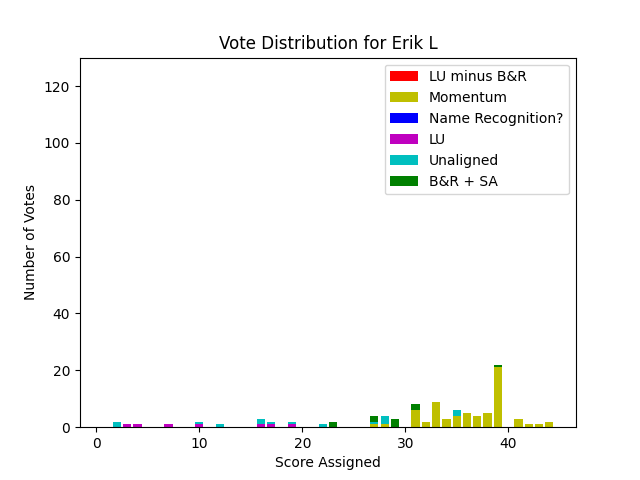 Vote Distribution for Erik L
120
100
80
60
40
20
0
Number of Votes
LU minus B&R
Momentum
Name Recognition?
LU
Unaligned
B&R + SA
0 10 20 30 40
Score Assigned